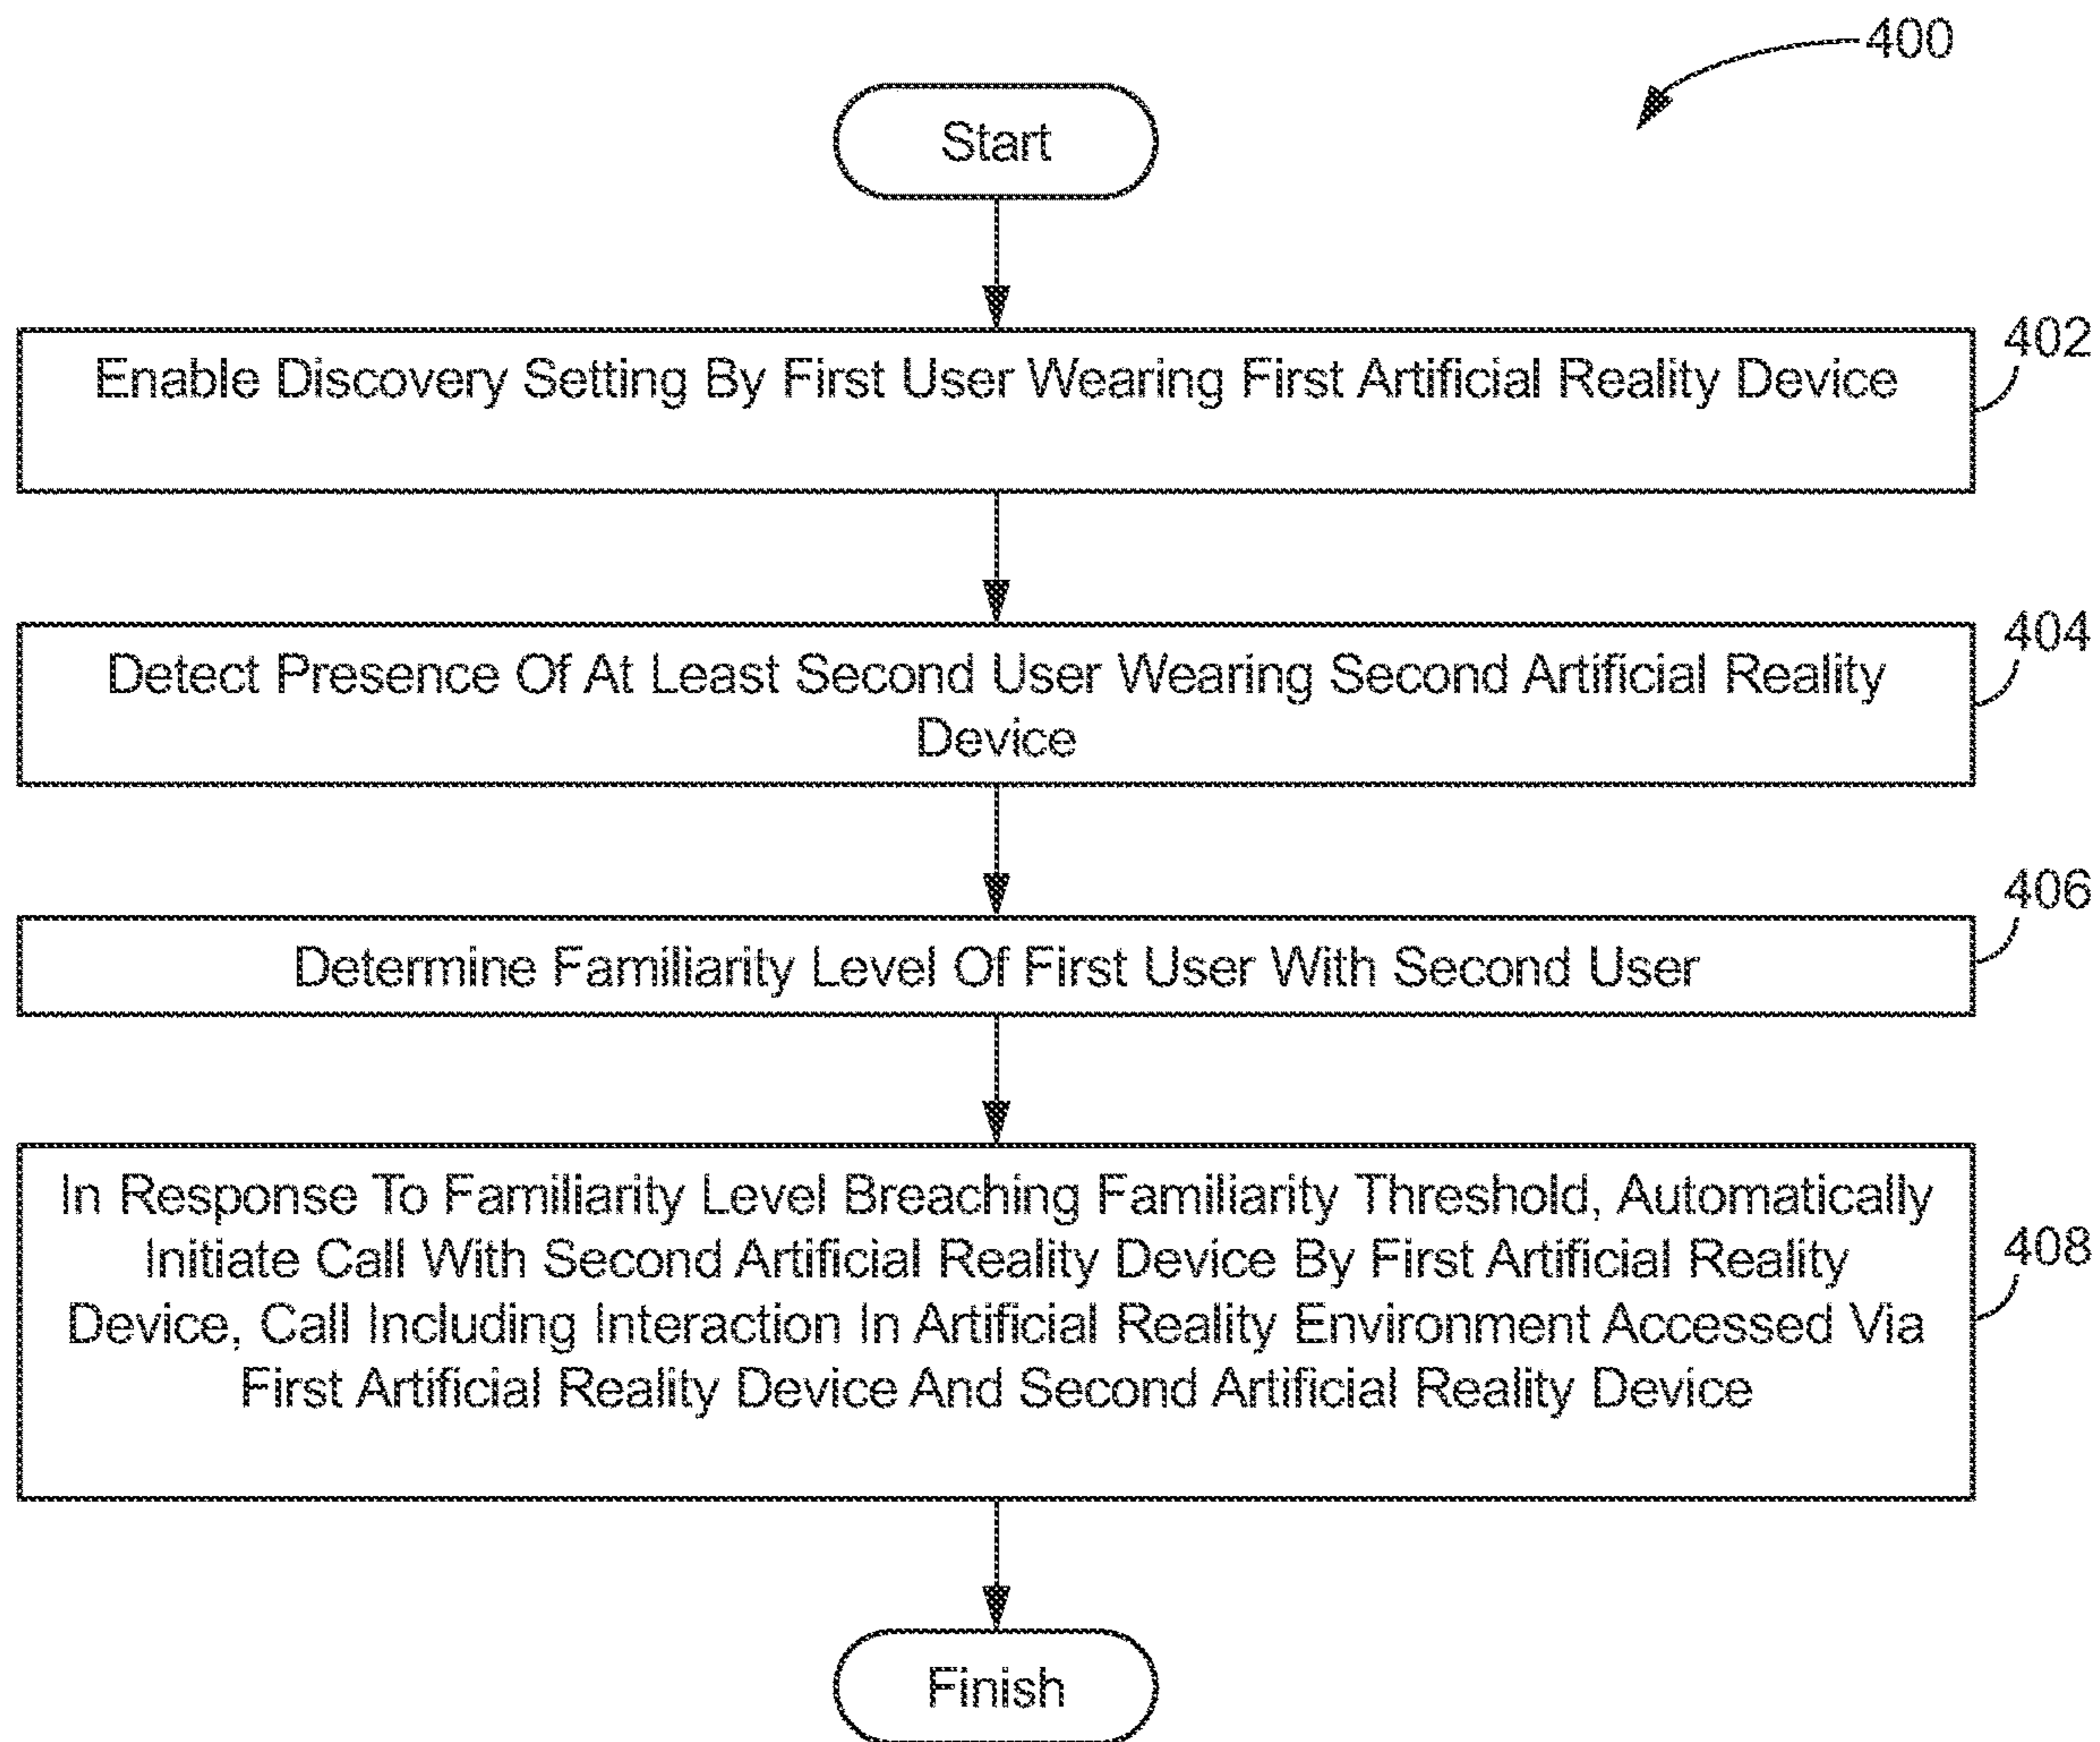 400
Start
Enable Discovery Setting By First User Wearing First Artificial Reality Device
402
Detect Presence Of At Least Second User Wearing Second Artificial Reality
Device
404
Determine Familiarity Level Of First User With Second User
406
In Response To Familiarity Level Breaching Familiarity Threshold, Automatically
Initiate Call With Second Artificial Reality Device By First Artificial Reality
Device, Call Including Interaction In Artificial Reality Environment Accessed Via
First Artificial Reality Device And Second Artificial Reality Device
408
Finish